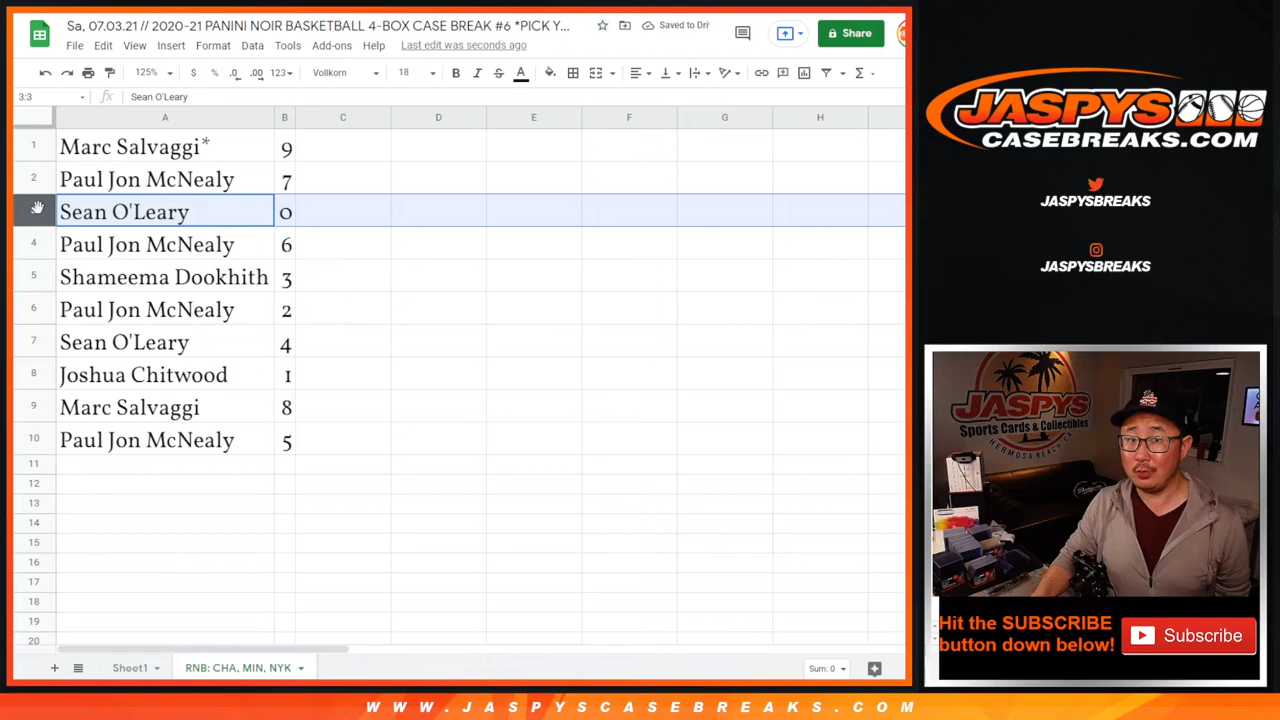 Sa, 07.03.21 // 2020-21 PANINI NOIR BASKETBALL 4-BOX CASE BREAK #6 *PICK Y...
Saved to Dri
File Edit View Insert Format Data Tools Add-ons Help Last edit was seconds ago
Share
125% $ % .0 .00 123 Vollkorn 18 B I S A
3:3 fx Sean O'Leary
A B C D E F G H
1 Marc Salvaggi* 9
2 Paul Jon McNealy 7
Sean O'Leary 0
4 Paul Jon McNealy 6
5 Shameema Dookhith 3
6 Paul Jon McNealy 2
7 Sean O'Leary 4
8 Joshua Chitwood 1
9 Marc Salvaggi 8
10 Paul Jon McNealy 5
11
12
13
14
15
16
17
18
19
20
Sheet1 RNB: CHA, MIN, NYK Sum: 0
JASPYS
CASEBREAKS.COM
JASPYSBREAKS
JASPYSBREAKS
JASPYS
Sports Cards & Collectibles
HERMOSA BEACH CA
Hit the SUBSCRIBE
button down below!
Subscribe
WWW.JASPYSCASEBREAKS.COM